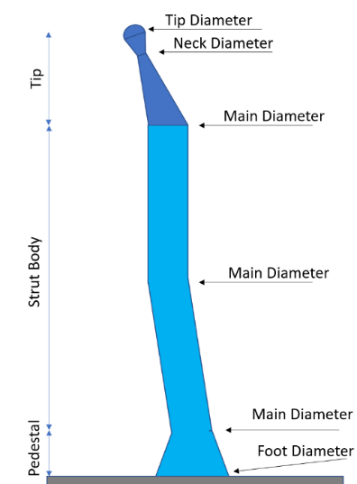 Tip Diameter
Neck Diameter
Tip
Main Diameter
Strut Body
Main Diameter
Main Diameter
Pedestal
Foot Diameter